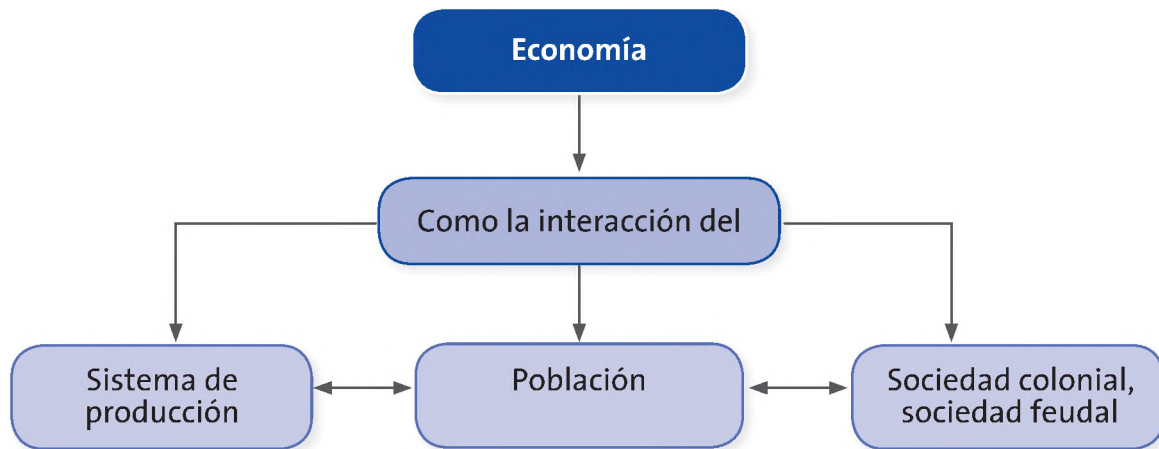 Economía
Como la interacción del
Sistema de
producción
Población
Sociedad colonial,
sociedad feudal